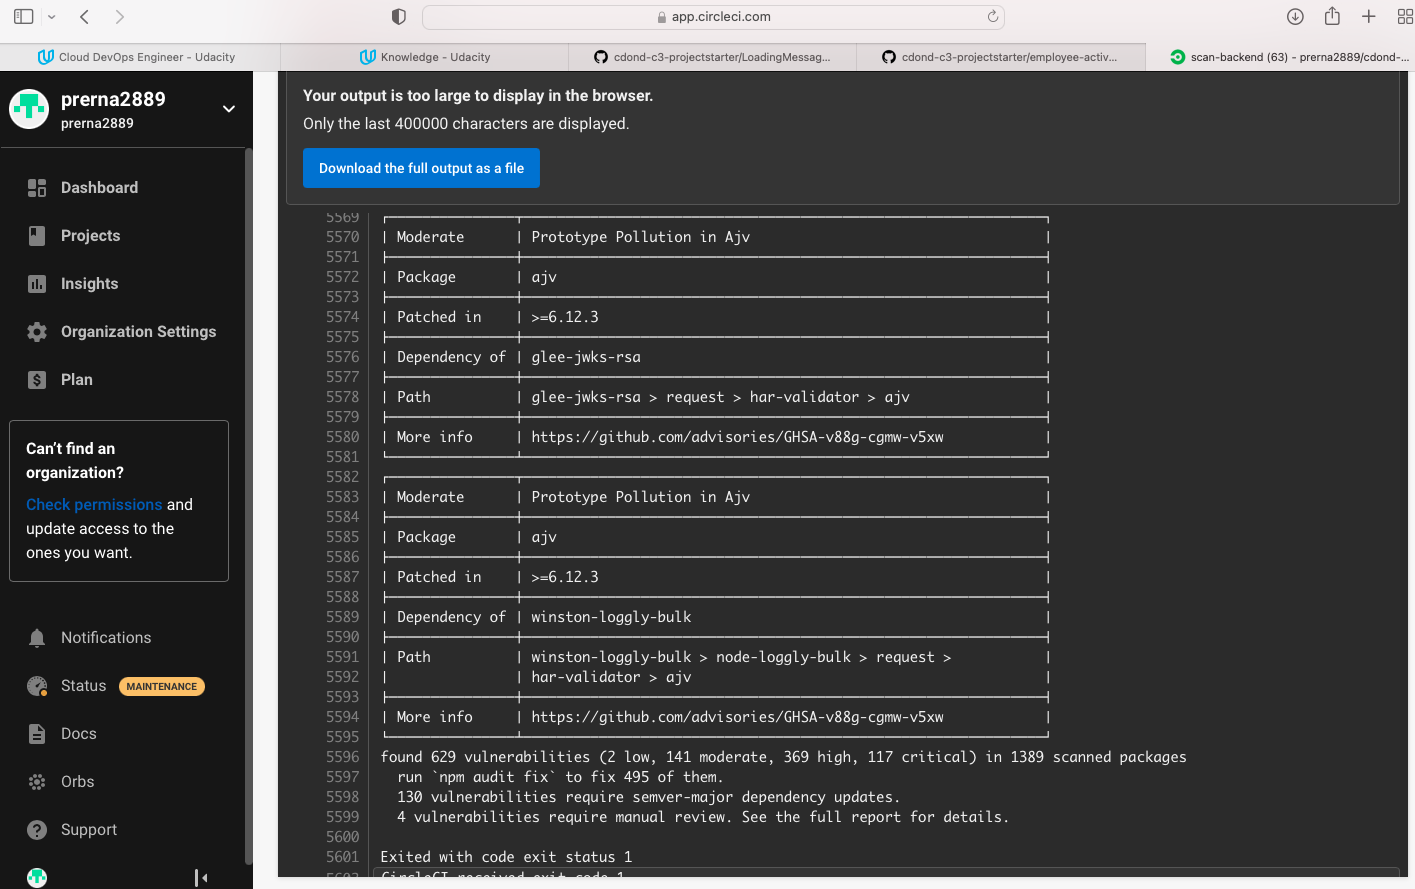 app.circleci.com
Cloud DevOps Engineer - Udacity
Knowledge - Udacity
cdond-c3-projectstarter/LoadingMessag...
cdond-c3-projectstarter/employee-activ...
scan-backend (63) - prerna2889/cdond-...
prerna2889
prerna2889
Dashboard
Projects
Insights
Organization Settings
Plan
Can't find an
organization?
Check permissions and
update access to the
ones you want.
Notifications
Status MAINTENANCE
Docs
Orbs
Support
Your output is too large to display in the browser.
Only the last 400000 characters are displayed.
Download the full output as a file
5569
5570 | Moderate | Prototype Pollution in Ajv |
5571
5572 | Package | ajv |
5573
5574 | Patched in | >=6.12.3 |
5575
5576 | Dependency of | glee-jwks-rsa |
5577
5578 | Path | glee-jwks-rsa > request > har-validator > ajv |
5579
5580 | More info | https://github.com/advisories/GHSA-v88g-cgmw-v5xw |
5581
5582
5583 | Moderate | Prototype Pollution in Ajv |
5584
5585 | Package | ajv |
5586
5587 | Patched in | >=6.12.3 |
5588
5589 | Dependency of | winston-loggly-bulk |
5590
5591 | Path | winston-loggly-bulk > node-loggly-bulk > request > |
5592 | | har-validator > ajv |
5593
5594 | More info | https://github.com/advisories/GHSA-v88g-cgmw-v5xw |
5595
5596 found 629 vulnerabilities (2 low, 141 moderate, 369 high, 117 critical) in 1389 scanned packages
5597 run `npm audit fix` to fix 495 of them.
5598 130 vulnerabilities require semver-major dependency updates.
5599 4 vulnerabilities require manual review. See the full report for details.
5600
5601 Exited with code exit status 1
5602 CircleCI received exit code 1